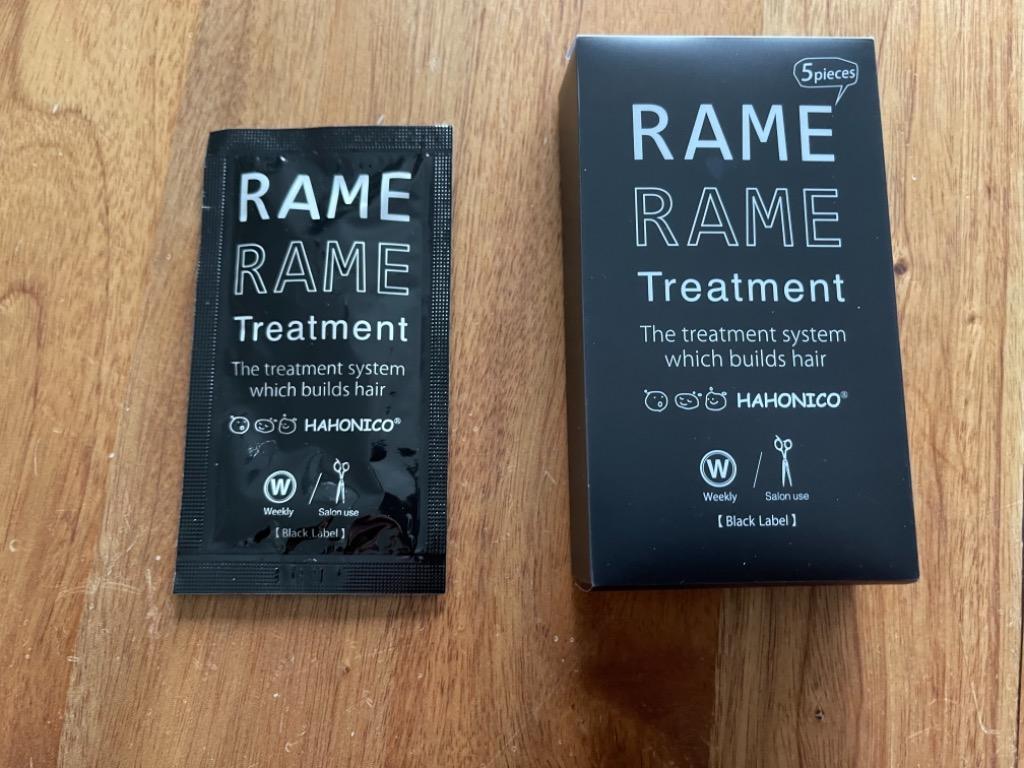 RAME
RAME
Treatment
The treatment system
which builds hair
HAHONICO®
W
Weekly
/
Salon use
【Black Label】
5pieces
RAME
RAME
Treatment
The treatment system
which builds hair
HAHONICO®
W
Weekly
/
Salon use
【Black Label】